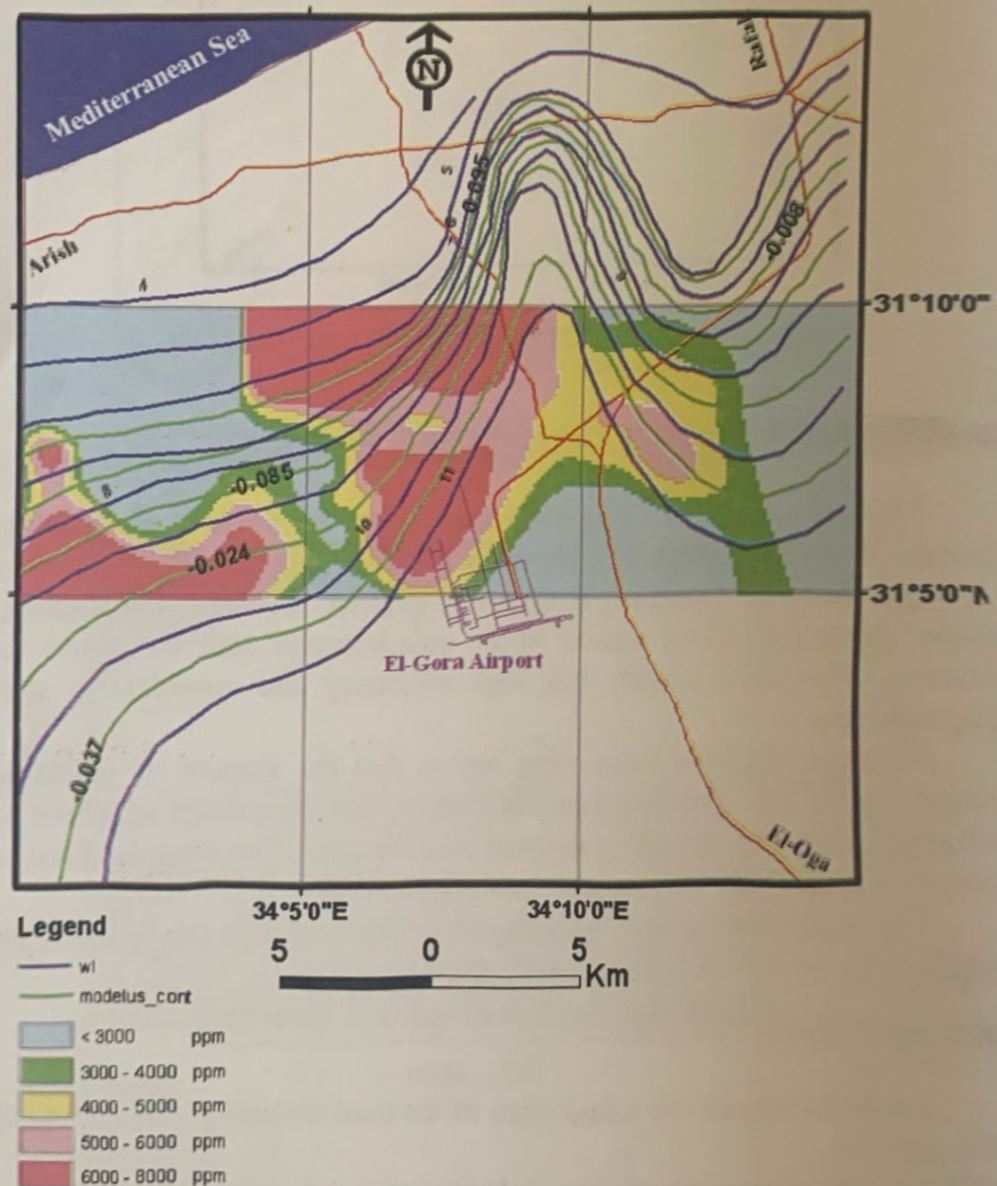 Mediterranean Sea
N
Rafah
5
0.095
6
7
-0.008
Arish
4
31°10'0"
6
8
-0.085
11
10
-0.024
31°5'0"N
El-Gora Airport
-0.037
El-Oga
34°5'0"E
34°10'0"E
Legend
5
0
5
Km
wl
modelus_cont
< 3000 ppm
3000 - 4000 ppm
4000 - 5000 ppm
5000 - 6000 ppm
6000 - 8000 ppm